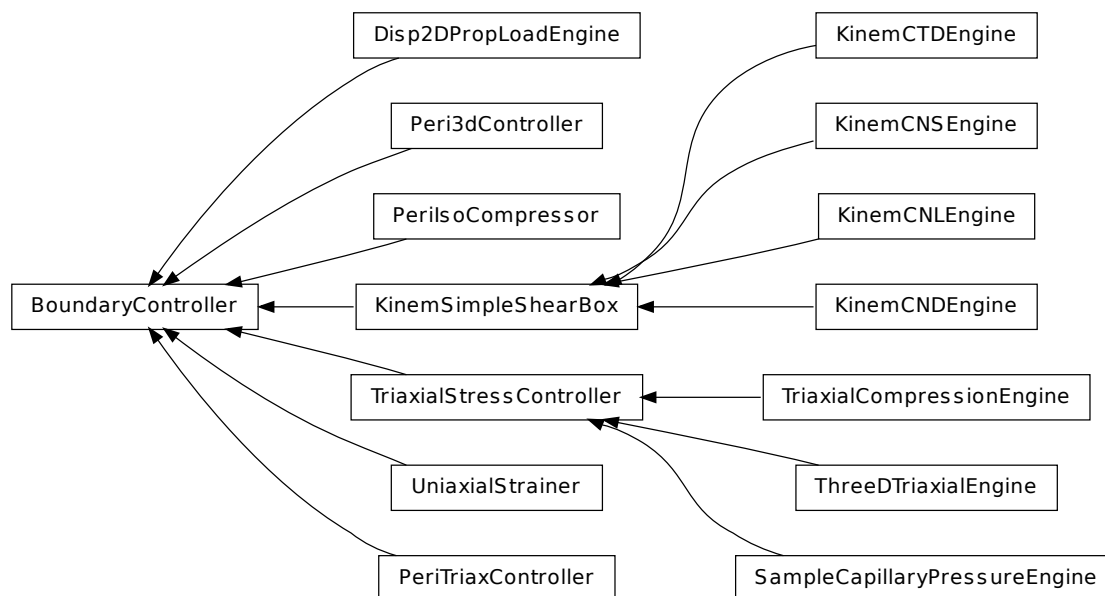 Disp2DPropLoadEngine
KinemCTDEngine
Peri3dController
KinemCNSEngine
PeriIsoCompressor
KinemCNLEngine
BoundaryController
KinemSimpleShearBox
KinemCNDEngine
TriaxialStressController
TriaxialCompressionEngine
UniaxialStrainer
ThreeDTriaxialEngine
PeriTriaxController
SampleCapillaryPressureEngine